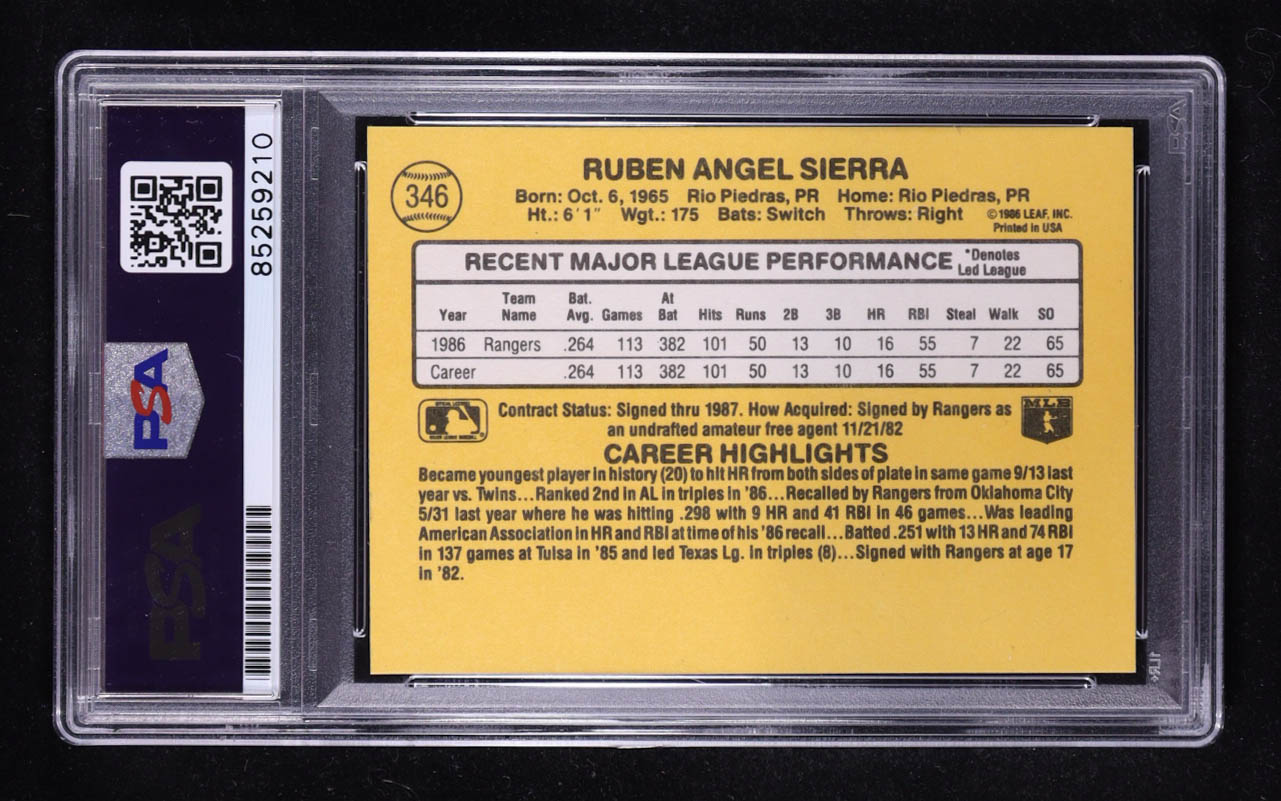 85259210
PSA
PSA
346
RUBEN ANGEL SIERRA
Born: Oct. 6, 1965 Rio Piedras, PR Home: Rio Piedras, PR
Ht.: 6'1" Wgt.: 175 Bats: Switch Throws: Right ©1986 LEAF, INC.
Printed in USA
RECENT MAJOR LEAGUE PERFORMANCE *Denotes
Led League
Year Team Name Bat. Avg. Games At Bat Hits Runs 2B 3B HR RBI Steal Walk SO
1986 Rangers .264 113 382 101 50 13 10 16 55 7 22 65
Career .264 113 382 101 50 13 10 16 55 7 22 65
Contract Status: Signed thru 1987. How Acquired: Signed by Rangers as
an undrafted amateur free agent 11/21/82
MLB
CAREER HIGHLIGHTS
Became youngest player in history (20) to hit HR from both sides of plate in same game 9/13 last
year vs. Twins...Ranked 2nd in AL in triples in '86...Recalled by Rangers from Oklahoma City
5/31 last year where he was hitting .298 with 9 HR and 41 RBI in 46 games...Was leading
American Association in HR and RBI at time of his '86 recall...Batted .251 with 13 HR and 74 RBI
in 137 games at Tulsa in '85 and led Texas Lg. in triples (8)...Signed with Rangers at age 17
in '82.
PSA